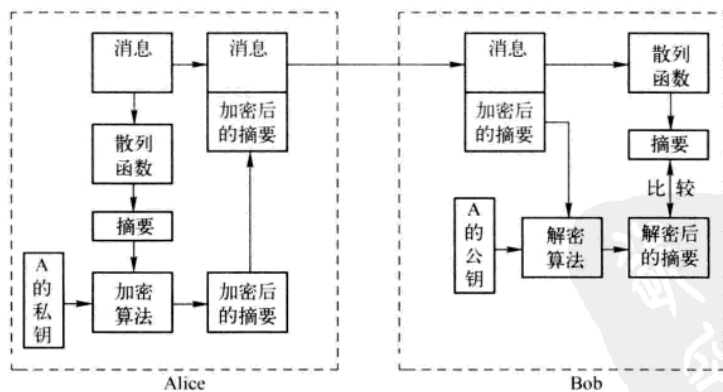 消息
消息
加密后
的摘要
散列
函数
摘要
A
的
私
钥
加密
算法
加密后
的摘要
Alice
消息
加密后
的摘要
散列
函数
摘要
比较
A
的
公
钥
解密
算法
解密后
的摘要
Bob